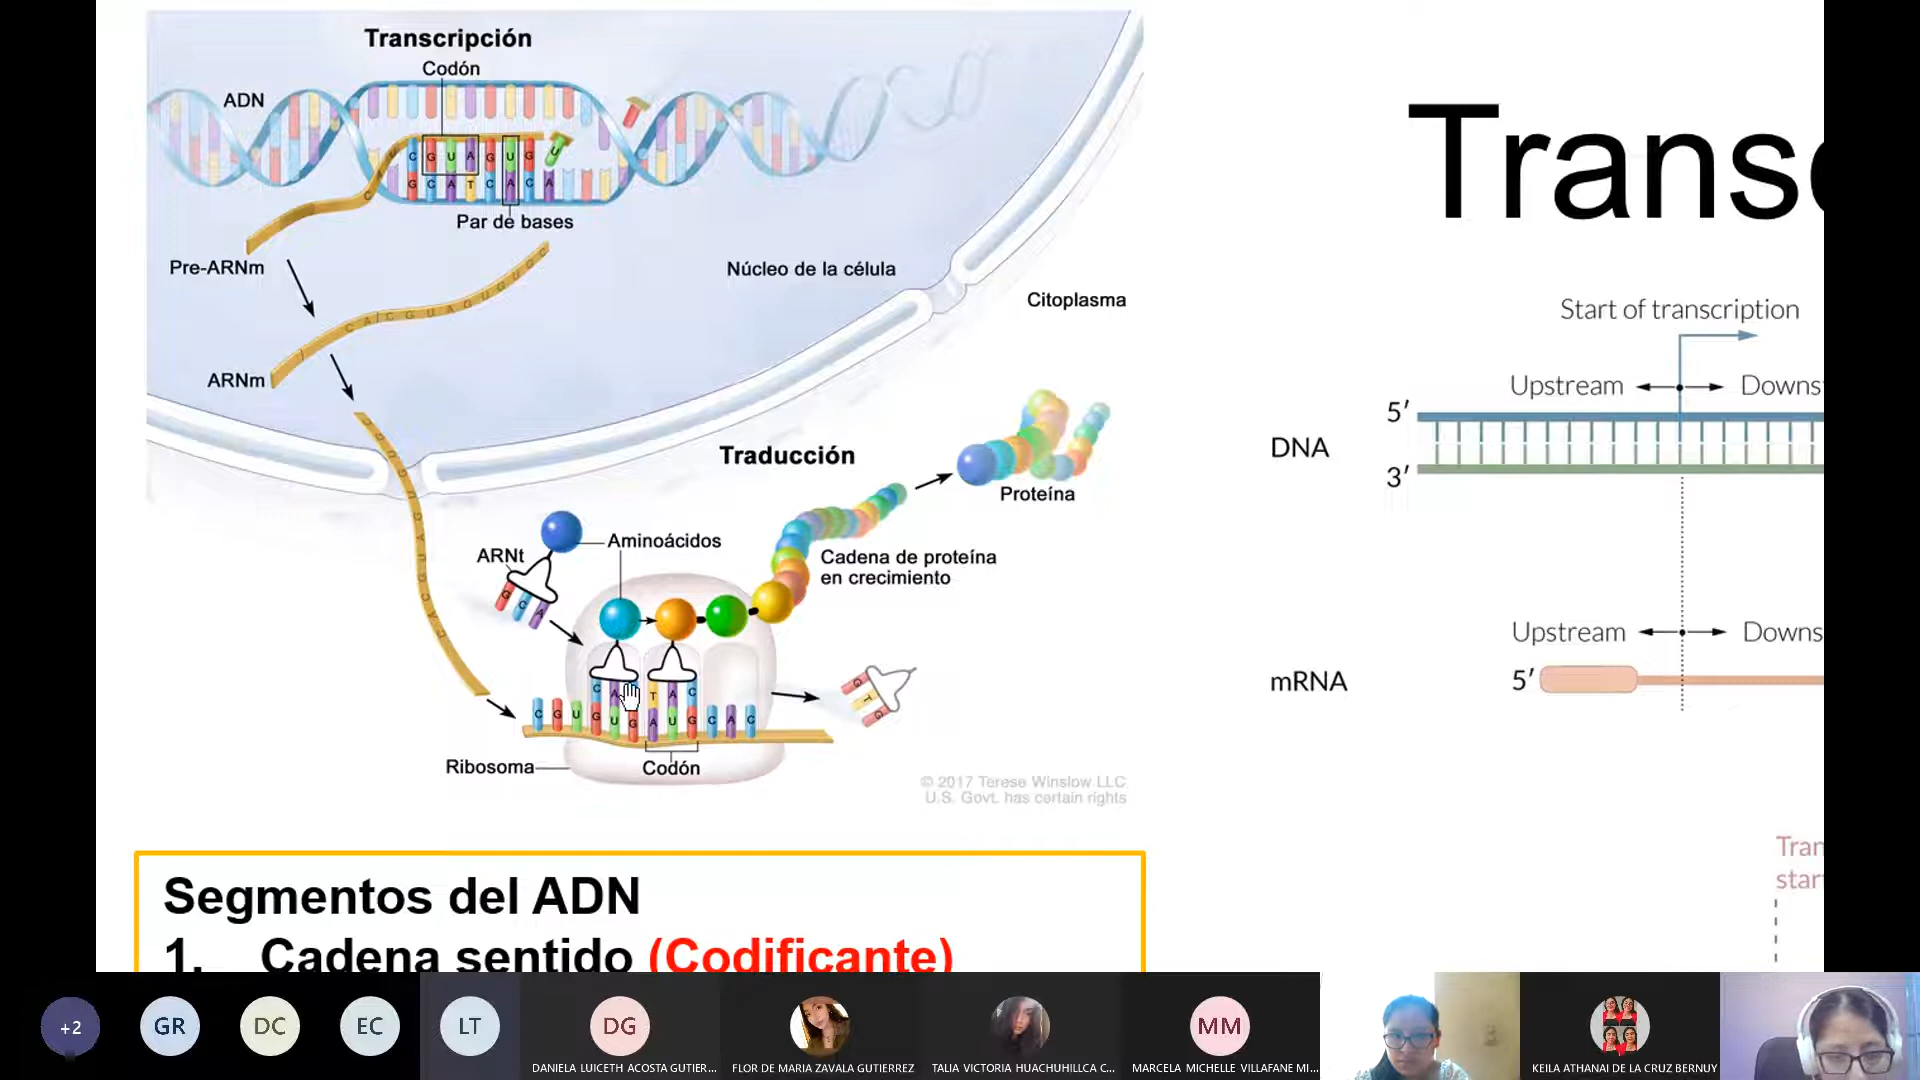 Transcripción
Codón
ADN
C G U A G U G U
G C A T C A C A
Par de bases
Pre-ARNm
Núcleo de la célula
Citoplasma
C A C G U A G U G U G C
ARNm
Traducción
Proteína
Aminoácidos
ARNt
G C A
Cadena de proteína
en crecimiento
C A T A C
C G U G U G A U G C A C
G T G
Ribosoma
Codón
© 2017 Terese Winslow LLC
U.S. Govt. has certain rights
Transc
Start of transcription
Upstream
Downs
5′
DNA
3′
Upstream
Downs
mRNA
5′
Tran
star
Segmentos del ADN
1. Cadena sentido (Codificante)
+2
GR
DC
EC
LT
DG
MM
DANIELA LUICETH ACOSTA GUTIER...
FLOR DE MARIA ZAVALA GUTIERREZ
TALIA VICTORIA HUACHUHILLCA C...
MARCELA MICHELLE VILLAFANE MI...
KEILA ATHANAI DE LA CRUZ BERNUY